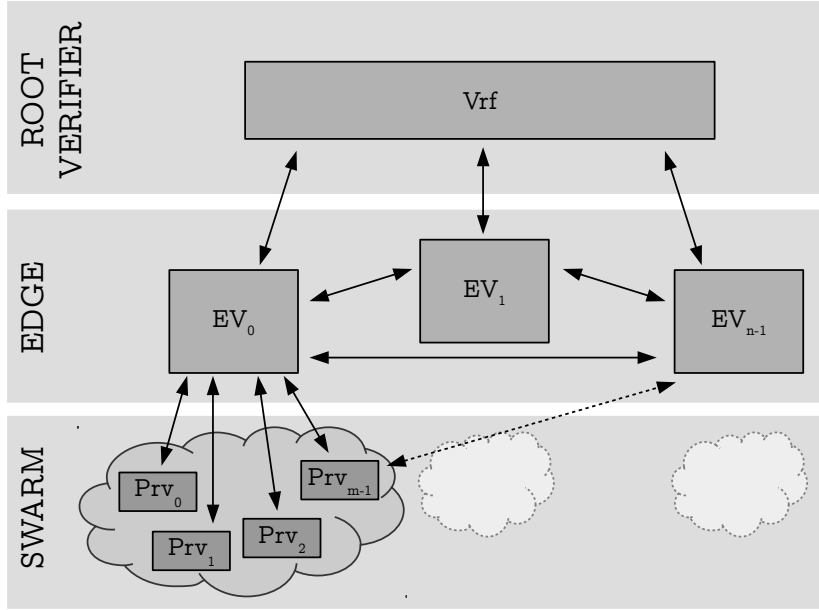 ROOT
VERIFIER
Vrf
EDGE
EV₀
EV₁
EVₙ₋₁
SWARM
Prv₀
Prvₘ₋₁
Prv₁
Prv₂